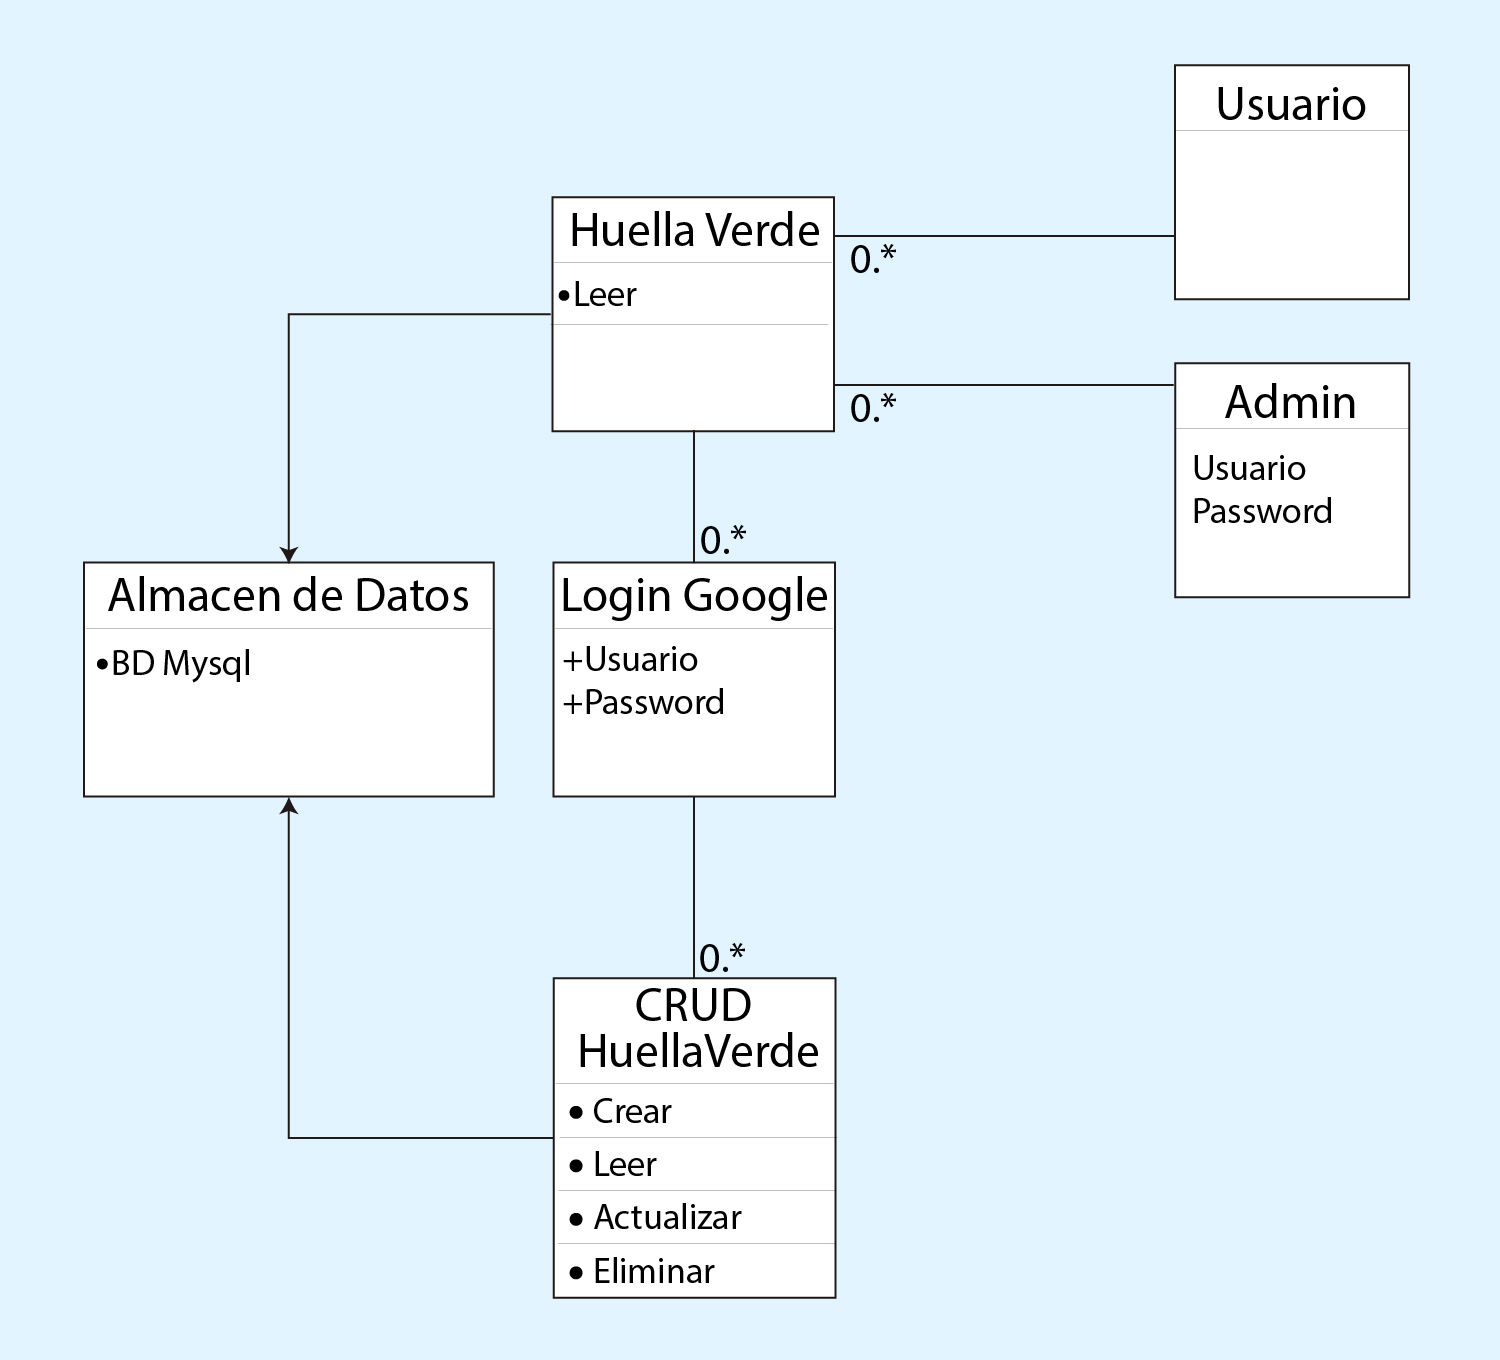 Usuario
Huella Verde
•Leer
0.*
0.*
Admin
Usuario
Password
0.*
Almacen de Datos
•BD Mysql
Login Google
+Usuario
+Password
0.*
CRUD
HuellaVerde
• Crear
• Leer
• Actualizar
• Eliminar